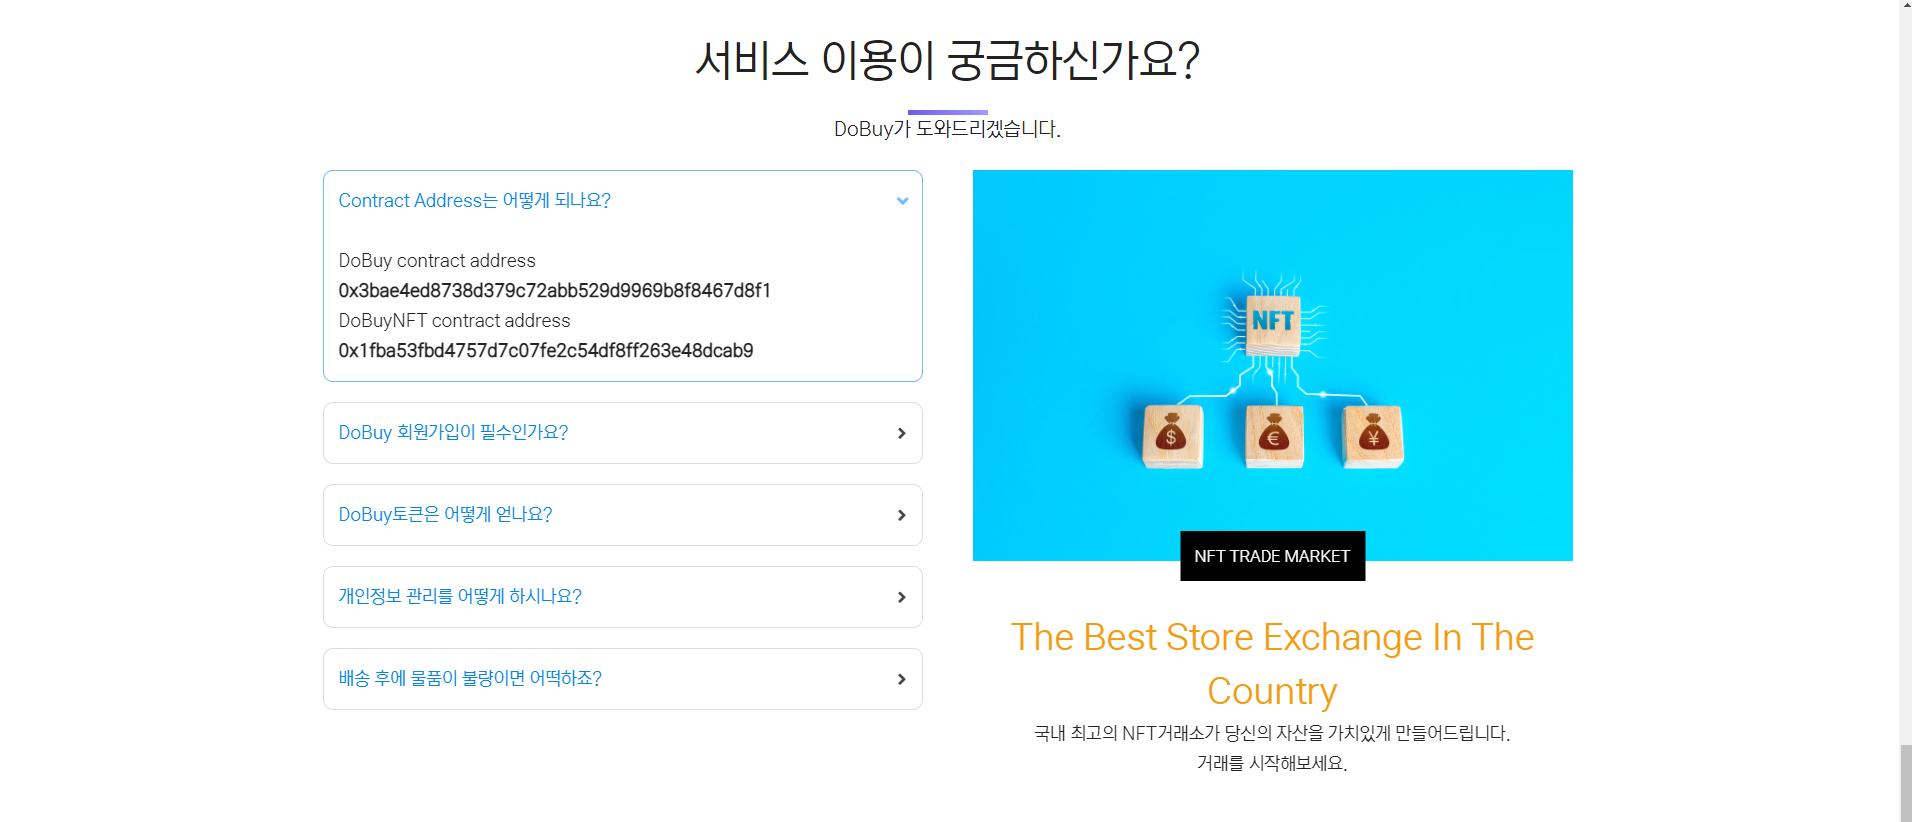 서비스 이용이 궁금하신가요?
DoBuy가 도와드리겠습니다.
Contract Address는 어떻게 되나요?
DoBuy contract address
0x3bae4ed8738d379c72abb529d9969b8f8467d8f1
DoBuyNFT contract address
0x1fba53fbd4757d7c07fe2c54df8ff263e48dcab9
DoBuy 회원가입이 필수인가요?
DoBuy토큰은 어떻게 얻나요?
개인정보 관리를 어떻게 하시나요?
배송 후에 물품이 불량이면 어떡하죠?
NFT
$ € ¥
NFT TRADE MARKET
The Best Store Exchange In The
Country
국내 최고의 NFT거래소가 당신의 자산을 가치있게 만들어드립니다.
거래를 시작해보세요.